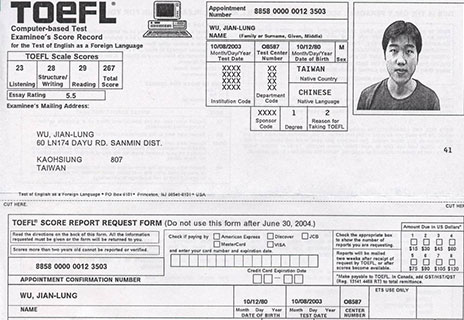 TOEFL®
Computer-based Test
Examinee's Score Record
for the Test of English as a Foreign Language
TOEFL Scale Scores
23 28 29 267
Listening Structure/Writing Reading Total Score
Essay Rating 5.5
Examinee's Mailing Address:
WU, JIAN-LUNG
60 LN174 DAYU RD. SANMIN DIST.
KAOHSIUNG 807
TAIWAN
Appointment Number 8858 0000 0012 3503
WU, JIAN-LUNG
NAME (Family or Surname, Given, Middle)
10/08/2003 OB587 10/12/80 M
Month/Day/Year Test Date Test Center Number Month/Day/Year Date of Birth Sex
XXXX XX TAIWAN
XXXX XX Native Country
XXXX XX CHINESE
XXXX XX Native Language
Institution Code Department Code
XXXX 1 2
Sponsor Code Degree Reason for Taking TOEFL
41
Test of English as a Foreign Language • PO Box 6151 • Princeton, NJ 08541-6151 • USA
CUT HERE. CUT HERE.
TOEFL® SCORE REPORT REQUEST FORM (Do not use this form after June 30, 2004.)
Read the directions on the back of this form. All the information requested must be given or the form will be returned to you.
Scores more than two years old cannot be reported or verified.
8858 0000 0012 3503
APPOINTMENT CONFIRMATION NUMBER
Check if paying by American Express Discover JCB
MasterCard VISA
and enter your card number and expiration date.
Credit Card Expiration Date
Amount Due in US Dollars*
Check the appropriate box to show the number of reports you are requesting.
1 2 3 4
$15 $30 $45 $60
Reports will be mailed two weeks after receipt of request by TOEFL, or after scores become available.
5 6 7 8
$75 $90 $105 $120
*Make payable to TOEFL. In Canada, add GST/HST/QST
to remittance.
WU, JIAN-LUNG 10/12/80 10/08/2003 OB587
NAME Month/Day/Year DATE OF BIRTH Month/Day/Year TEST DATE CENTER NUMBER
ETS USE ONLY